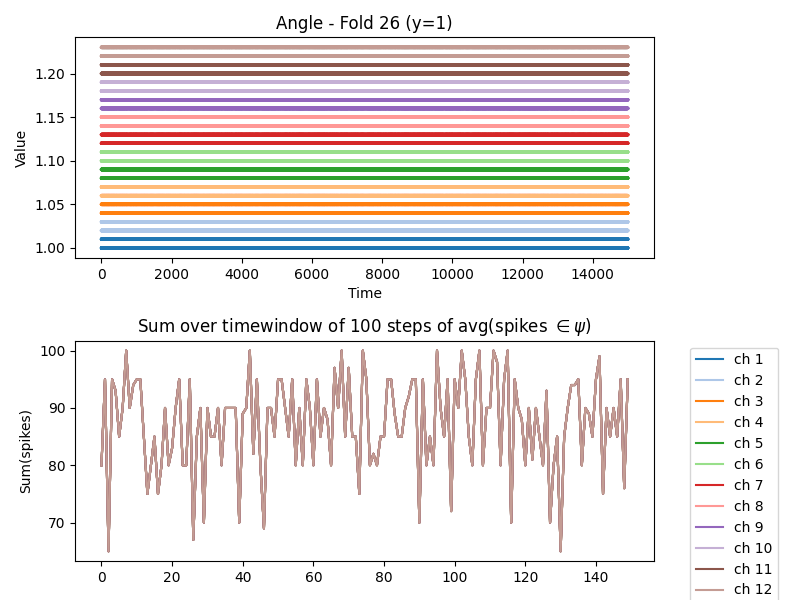 Angle - Fold 26 (y=1)
Value
1.20
1.15
1.10
1.05
1.00
0 2000 4000 6000 8000 10000 12000 14000
Time
Sum over timewindow of 100 steps of avg(spikes ∈ψ)
Sum(spikes)
100
90
80
70
0 20 40 60 80 100 120 140
ch 1
ch 2
ch 3
ch 4
ch 5
ch 6
ch 7
ch 8
ch 9
ch 10
ch 11
ch 12